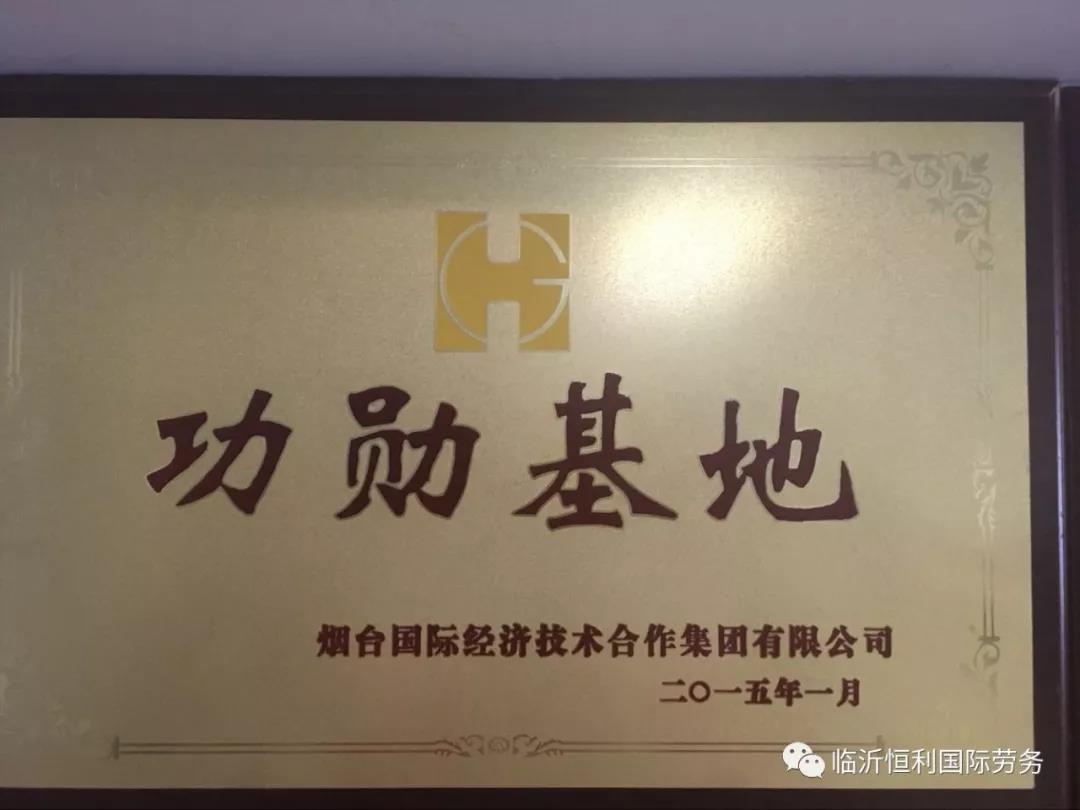 功勋基地
烟台国际经济技术合作集团有限公司
二〇一五年一月
临沂恒利国际劳务